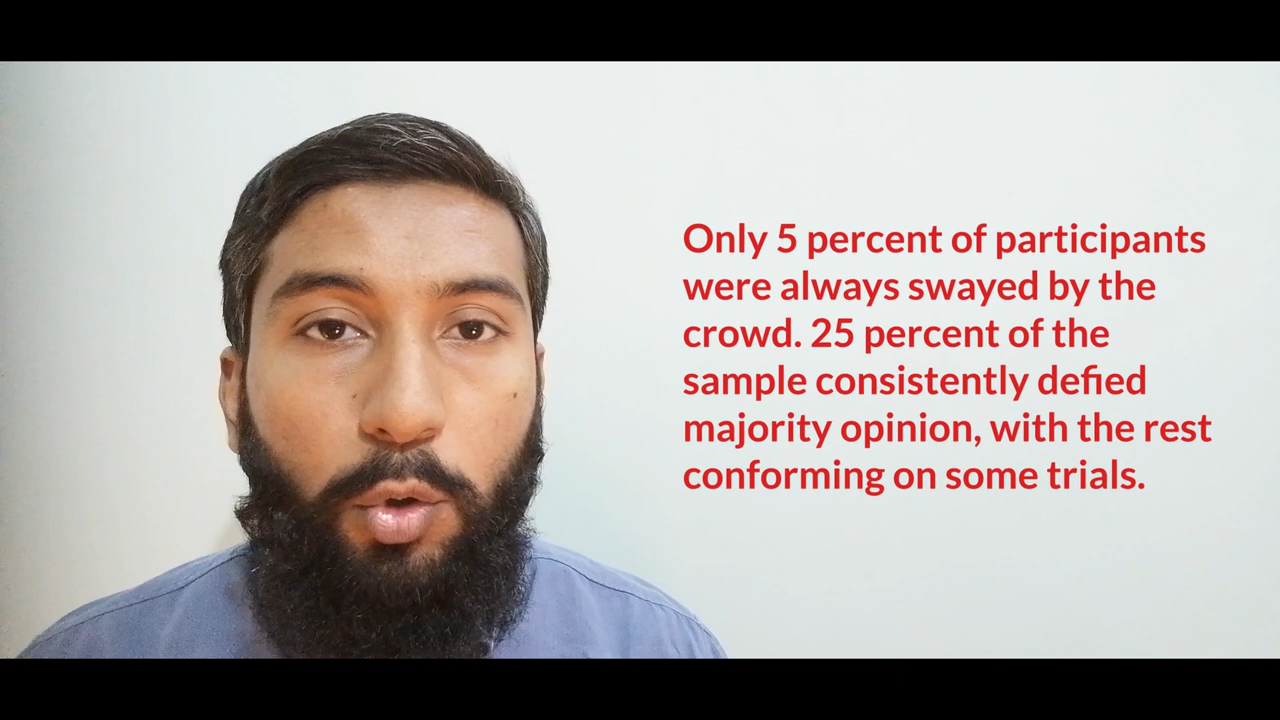 Only 5 percent of participants
were always swayed by the
crowd. 25 percent of the
sample consistently defied
majority opinion, with the rest
conforming on some trials.